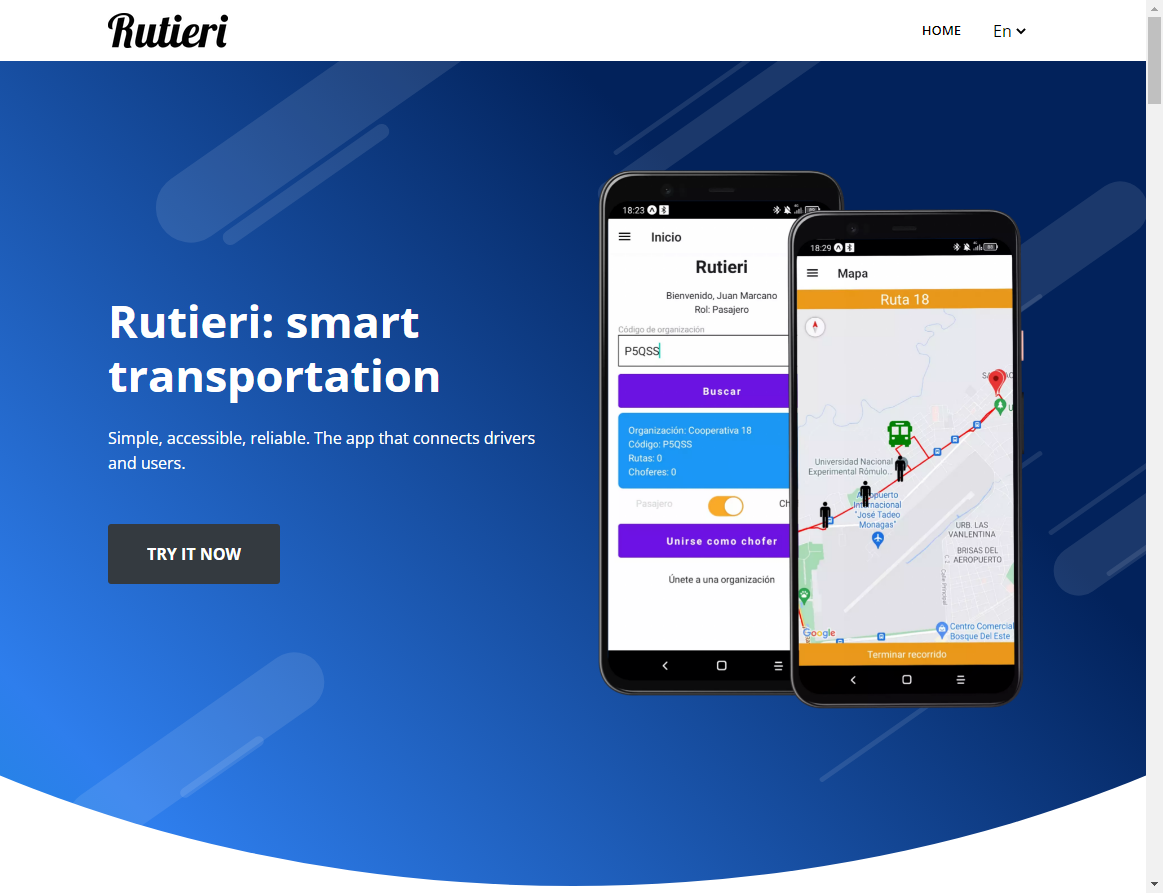 Rutieri
HOME
En
Rutieri: smart
transportation
Simple, accessible, reliable. The app that connects drivers
and users.
TRY IT NOW
18:23
Inicio
Rutieri
Bienvenido, Juan Marcano
Rol: Pasajero
Código de organización
P5QSS
Buscar
Organización: Cooperativa 18
Código: P5QSS
Rutas: 0
Choferes: 0
Pasajero
Ch
Unirse como chofer
Únete a una organización
18:29
Mapa
Ruta 18
Universidad Nacional
Experimental Rómulo...
Aeropuerto
Internacional
"José Tadeo
Monagas"
URB. LAS
VANLENTINA
BRISAS DEL
AEROPUERTO
Centro Comercial
Bosque Del Este
Google
Terminar recorrido